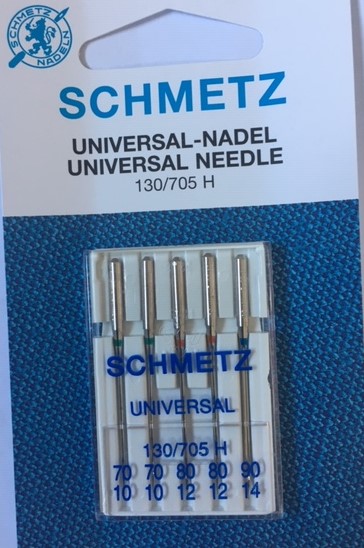 SCHMETZ
NADELN
SCHMETZ
UNIVERSAL-NADEL
UNIVERSAL NEEDLE
130/705 H
SCHMETZ
UNIVERSAL
130/705 H
70 70 80 80 90
10 10 12 12 14